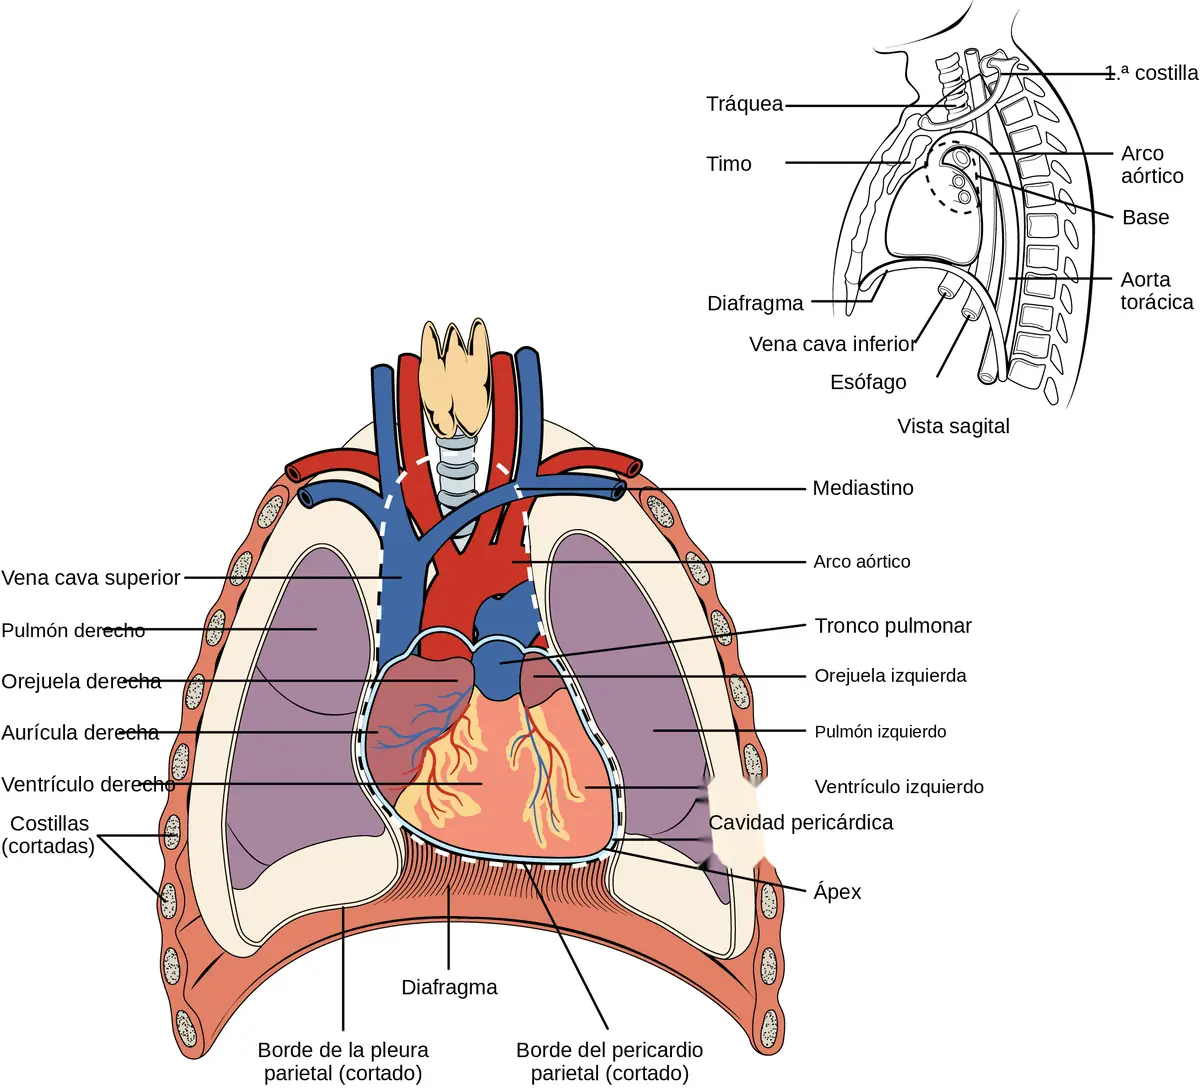 1.ª costilla
Tráquea
Arco
aórtico
Timo
Base
Aorta
torácica
Diafragma
Vena cava inferior
Esófago
Vista sagital
Mediastino
Arco aórtico
Vena cava superior
Tronco pulmonar
Pulmón derecho
Orejuela izquierda
Orejuela derecha
Pulmón izquierdo
Aurícula derecha
Ventrículo derecho
Ventrículo izquierdo
Cavidad pericárdica
Costillas
(cortadas)
Ápex
Diafragma
Borde de la pleura
parietal (cortado)
Borde del pericardio
parietal (cortado)